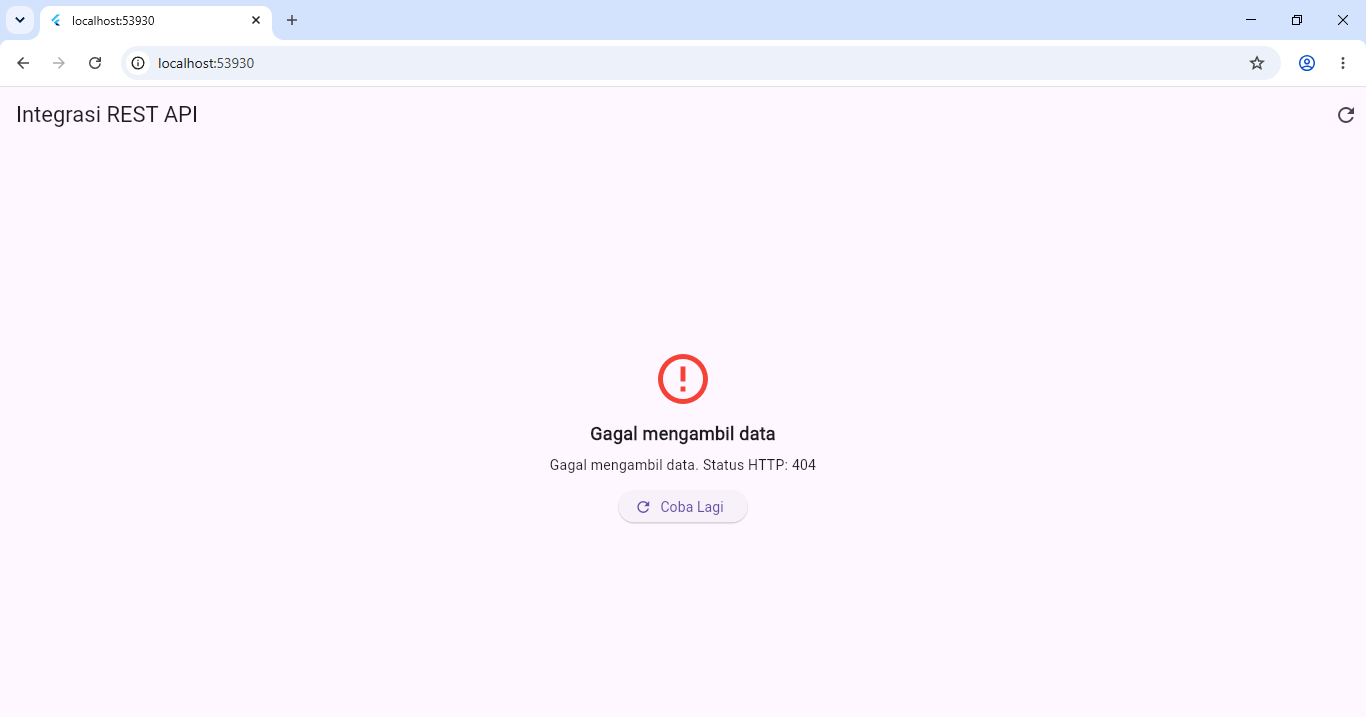 localhost:53930
localhost:53930
Integrasi REST API
Gagal mengambil data
Gagal mengambil data. Status HTTP: 404
Coba Lagi